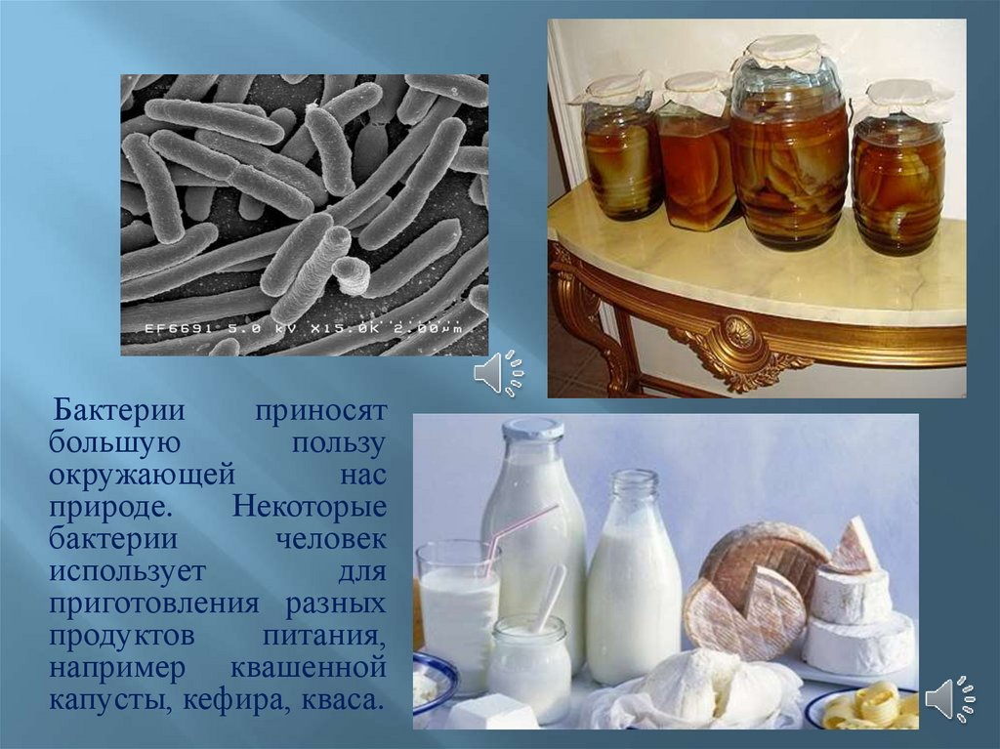 EF6691 5.0 kV X15.0K 2.00µm
Бактерии приносят
большую пользу
окружающей нас
природе. Некоторые
бактерии человек
использует для
приготовления разных
продуктов питания,
например квашенной
капусты, кефира, кваса.